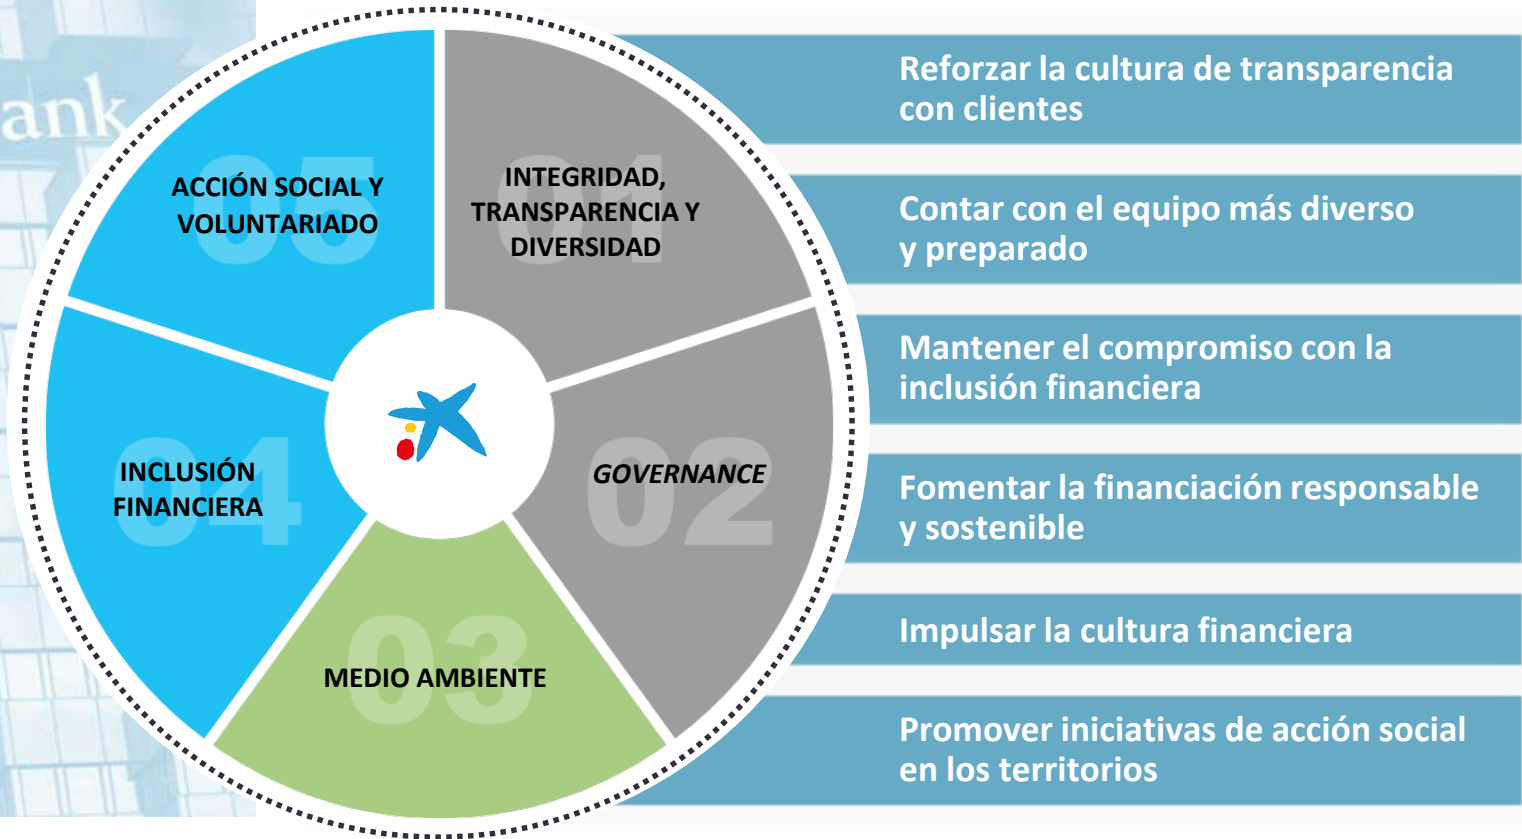 ank
05
ACCIÓN SOCIAL Y
VOLUNTARIADO
01
INTEGRIDAD,
TRANSPARENCIA Y
DIVERSIDAD
04
INCLUSIÓN
FINANCIERA
02
GOVERNANCE
03
MEDIO AMBIENTE
Reforzar la cultura de transparencia
con clientes
Contar con el equipo más diverso
y preparado
Mantener el compromiso con la
inclusión financiera
Fomentar la financiación responsable
y sostenible
Impulsar la cultura financiera
Promover iniciativas de acción social
en los territorios